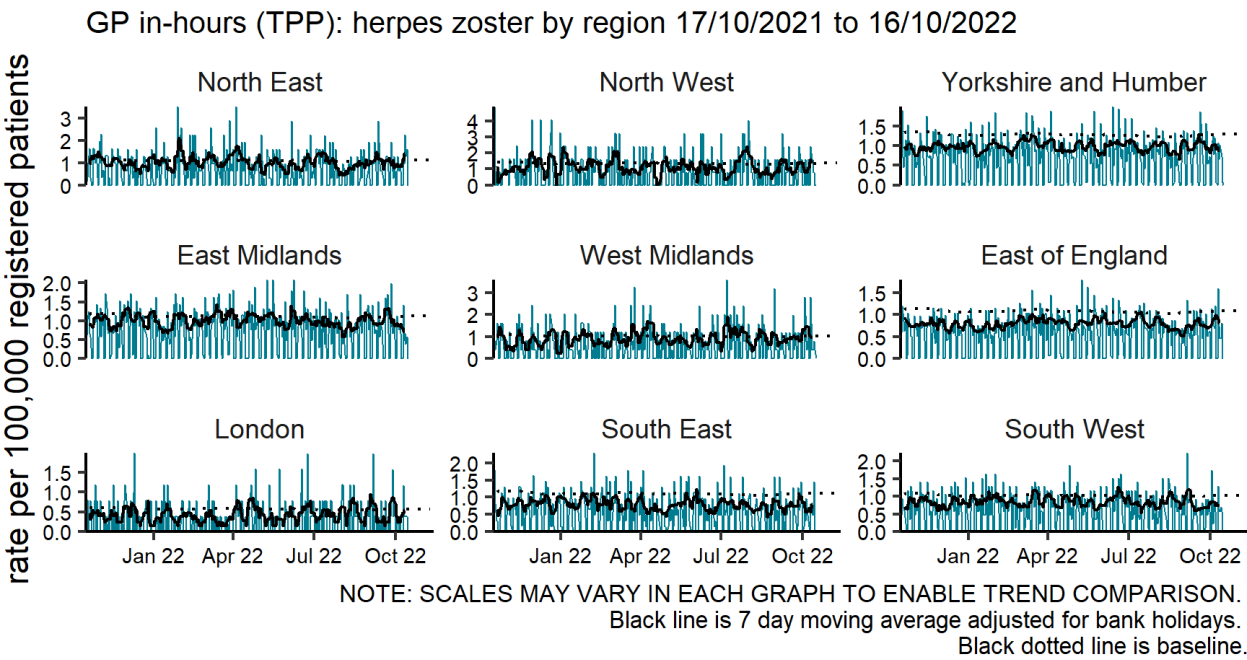 GP in-hours (TPP): herpes zoster by region 17/10/2021 to 16/10/2022
rate per 100,000 registered patients
North East
3
2
1
0
North West
4
3
2
1
0
Yorkshire and Humber
1.5
1.0
0.5
0.0
East Midlands
2.0
1.5
1.0
0.5
0.0
West Midlands
3
2
1
0
East of England
1.5
1.0
0.5
0.0
London
1.5
1.0
0.5
0.0
Jan 22 Apr 22 Jul 22 Oct 22
South East
2.0
1.5
1.0
0.5
0.0
Jan 22 Apr 22 Jul 22 Oct 22
South West
2.0
1.5
1.0
0.5
0.0
Jan 22 Apr 22 Jul 22 Oct 22
NOTE: SCALES MAY VARY IN EACH GRAPH TO ENABLE TREND COMPARISON.
Black line is 7 day moving average adjusted for bank holidays.
Black dotted line is baseline.